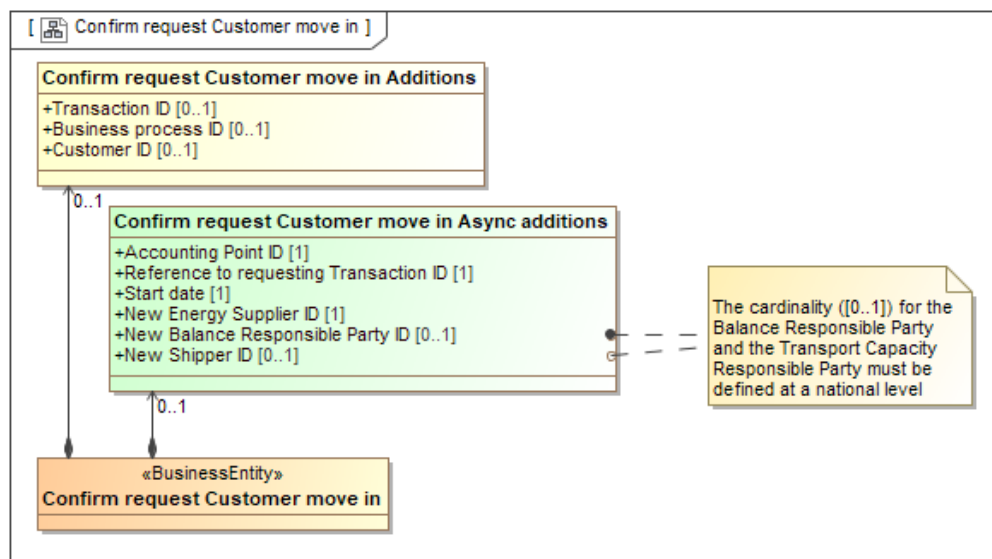 [ Confirm request Customer move in ]
Confirm request Customer move in Additions
+Transaction ID [0..1]
+Business process ID [0..1]
+Customer ID [0..1]
0..1
Confirm request Customer move in Async additions
+Accounting Point ID [1]
+Reference to requesting Transaction ID [1]
+Start date [1]
+New Energy Supplier ID [1]
+New Balance Responsible Party ID [0..1]
+New Shipper ID [0..1]
The cardinality ([0..1]) for the
Balance Responsible Party
and the Transport Capacity
Responsible Party must be
defined at a national level
0..1
«BusinessEntity»
Confirm request Customer move in